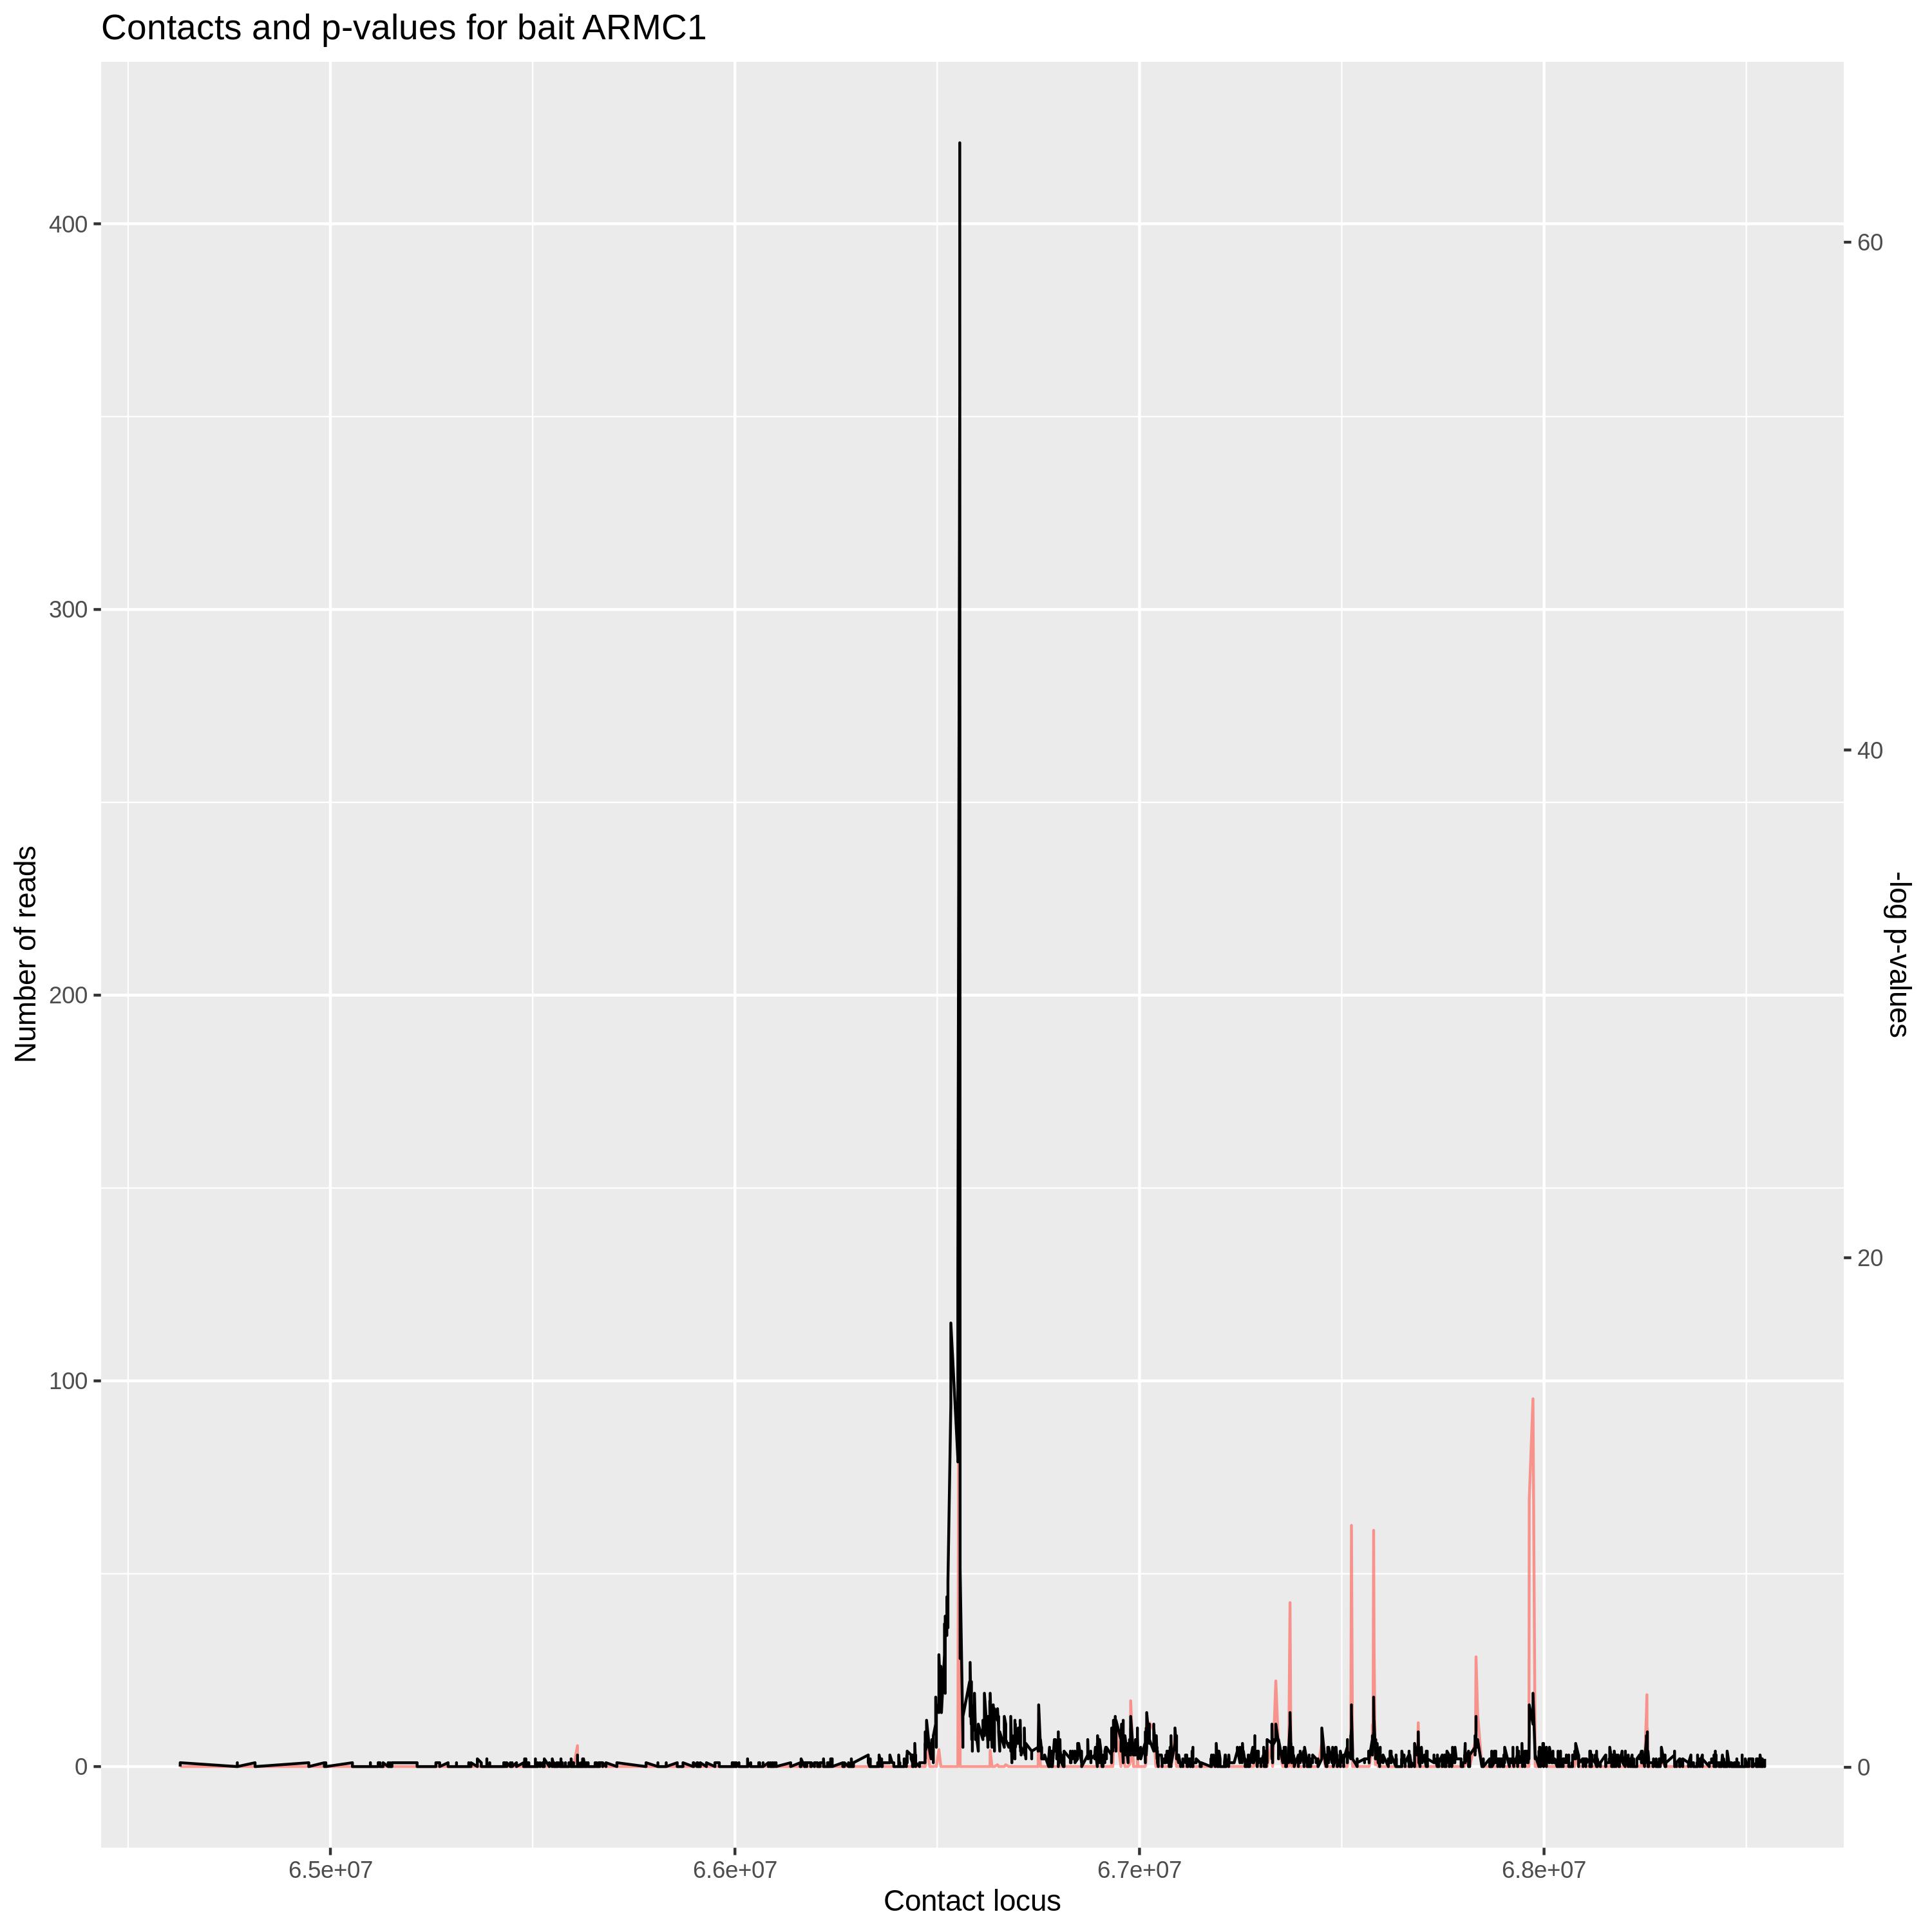 Contacts and p-values for bait ARMC1
400
300
200
100
0
Number of reads
60
40
20
0
-log p-values
6.5e+07
6.6e+07
6.7e+07
6.8e+07
Contact locus